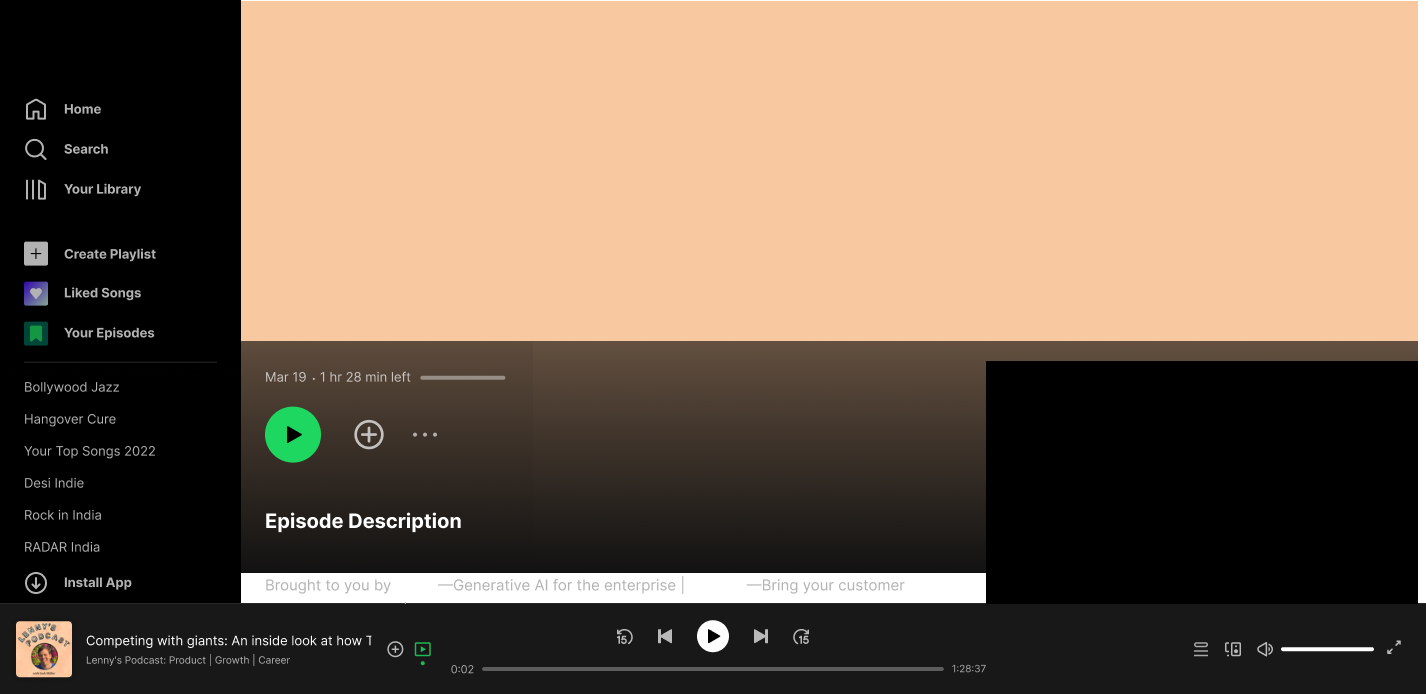 Home
Search
Your Library
Create Playlist
Liked Songs
Your Episodes
Bollywood Jazz
Hangover Cure
Your Top Songs 2022
Desi Indie
Rock in India
RADAR India
Install App
Mar 19 · 1 hr 28 min left
Episode Description
Brought to you by —Generative AI for the enterprise | —Bring your customer
LENNY'S
PODCAST
Competing with giants: An inside look at how T
Lenny's Podcast: Product | Growth | Career
15
15
0:02
1:28:37